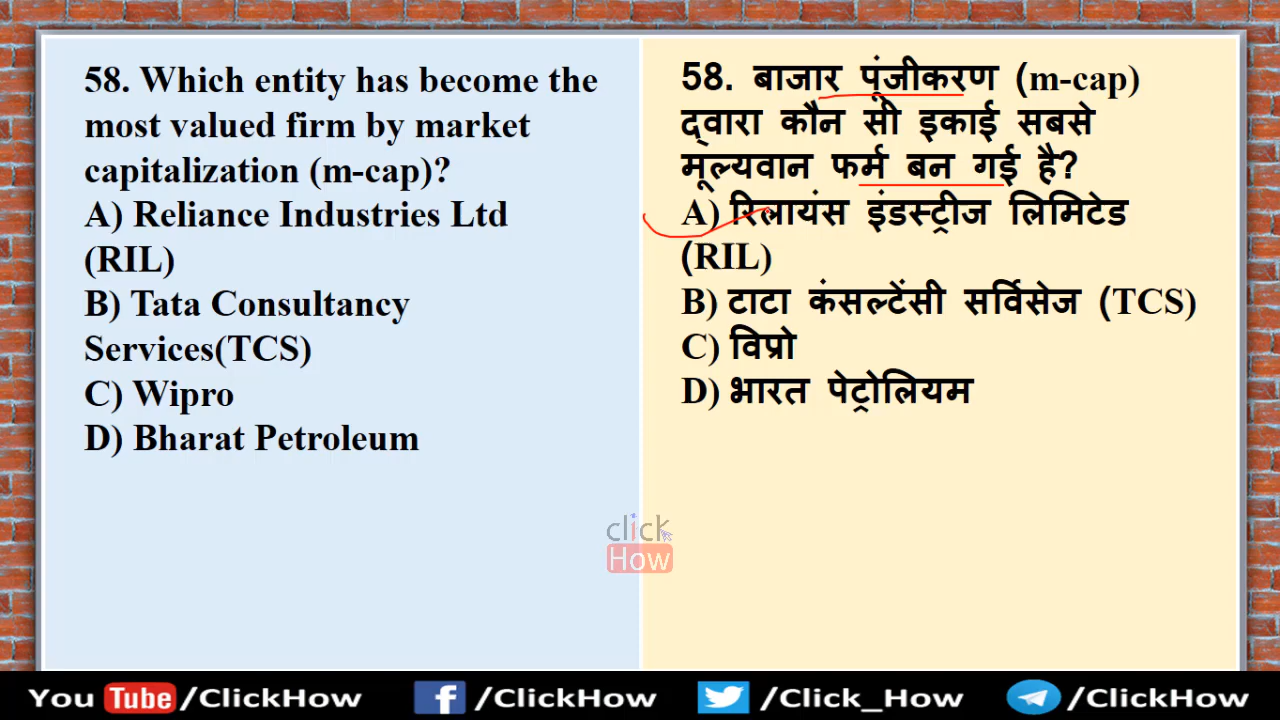 58. Which entity has become the
most valued firm by market
capitalization (m-cap)?
A) Reliance Industries Ltd
(RIL)
B) Tata Consultancy
Services(TCS)
C) Wipro
D) Bharat Petroleum
58. बाजार पूंजीकरण (m-cap)
द्वारा कौन सी इकाई सबसे
मूल्यवान फर्म बन गई है?
A) रिलायंस इंडस्ट्रीज लिमिटेड
(RIL)
B) टाटा कंसल्टेंसी सर्विसेज (TCS)
C) विप्रो
D) भारत पेट्रोलियम
click
How
You Tube/ClickHow f /ClickHow /Click_How /ClickHow